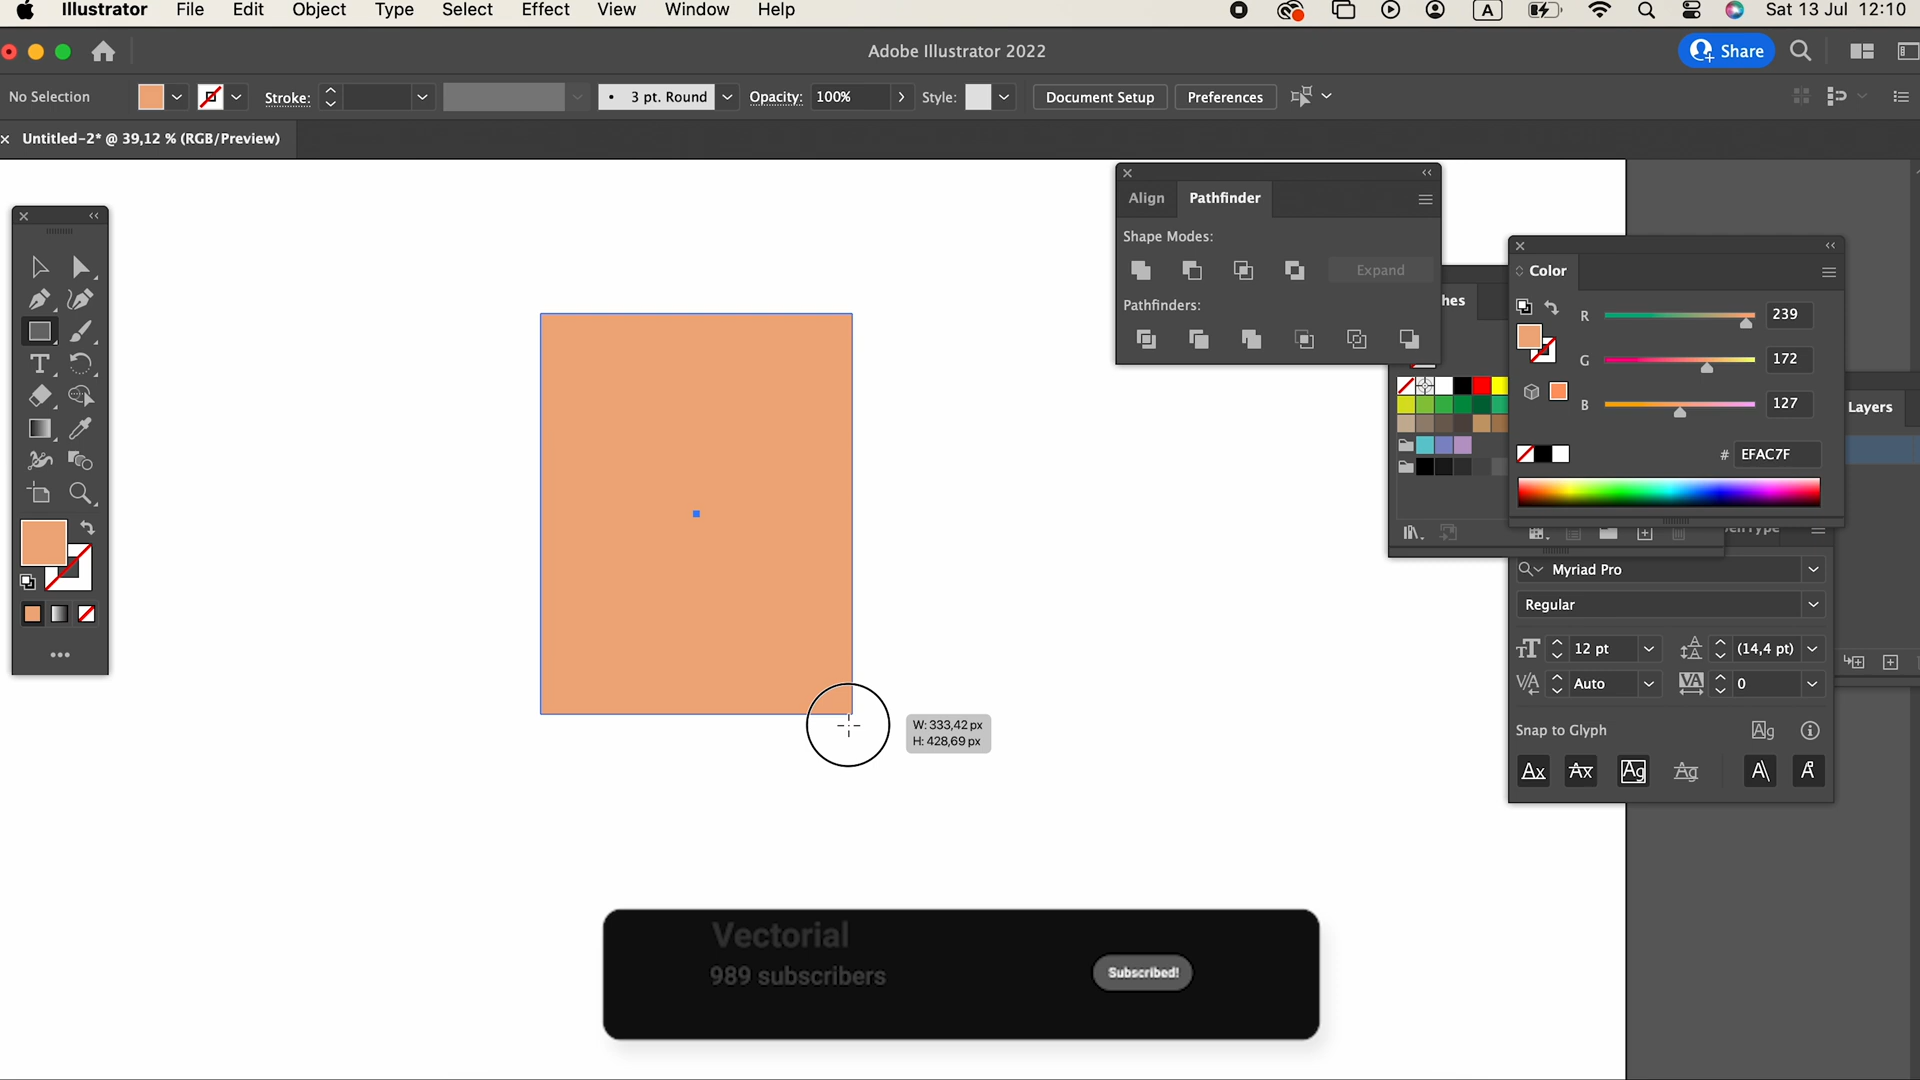 Illustrator File Edit Object Type Select Effect View Window Help A Sat 13 Jul 12:10
Adobe Illustrator 2022
Share
No Selection Stroke: 3 pt. Round Opacity: 100% Style: Document Setup Preferences
Untitled-2* @ 39,12 % (RGB/Preview)
Align Pathfinder
Shape Modes:
Expand
Pathfinders:
hes
Color
R 239
G 172
B 127
# EFAC7F
Layers
Myriad Pro
Regular
12 pt (14,4 pt)
Auto 0
Snap to Glyph
W: 333,42 px
H: 428,69 px
Vectorial
989 subscribers
Subscribed!